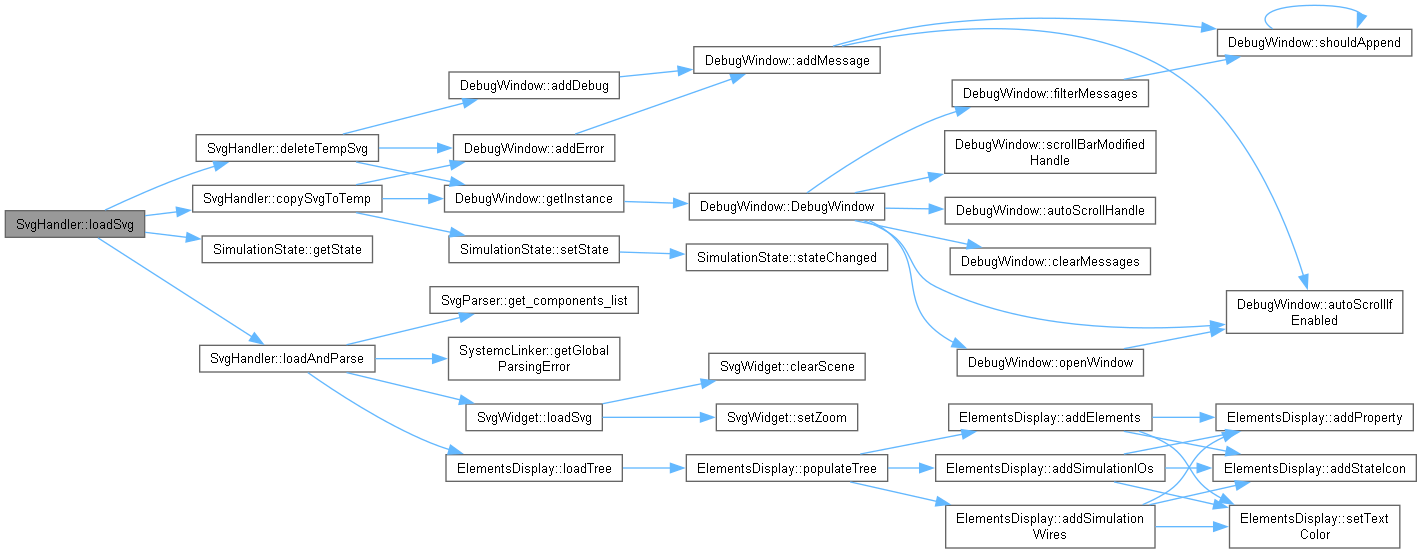 SvgHandler::loadSvg
SvgHandler::deleteTempSvg
SvgHandler::copySvgToTemp
SimulationState::getState
SvgHandler::loadAndParse
DebugWindow::addDebug
DebugWindow::addError
DebugWindow::getInstance
SimulationState::setState
SvgParser::get_components_list
SystemcLinker::getGlobal
ParsingError
SvgWidget::loadSvg
ElementsDisplay::loadTree
DebugWindow::addMessage
DebugWindow::DebugWindow
SimulationState::stateChanged
SvgWidget::clearScene
SvgWidget::setZoom
ElementsDisplay::populateTree
DebugWindow::filterMessages
DebugWindow::scrollBarModified
Handle
DebugWindow::autoScrollHandle
DebugWindow::clearMessages
DebugWindow::openWindow
ElementsDisplay::addElements
ElementsDisplay::addSimulationIOs
ElementsDisplay::addSimulation
Wires
DebugWindow::shouldAppend
DebugWindow::autoScrollIf
Enabled
ElementsDisplay::addProperty
ElementsDisplay::addStateIcon
ElementsDisplay::setText
Color